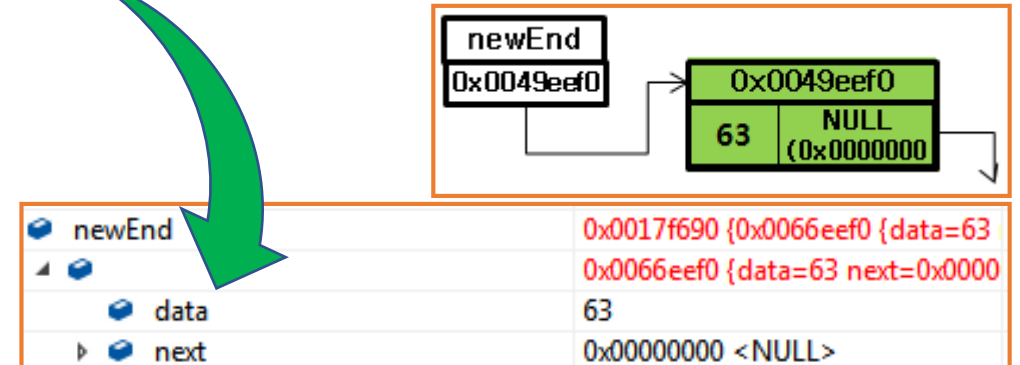 newEnd
0x0049eef0
0x0049eef0
63
NULL
(0x0000000
newEnd 0x0017f690 {0x0066eef0 {data=63
0x0066eef0 {data=63 next=0x0000
data 63
next 0x00000000 <NULL>